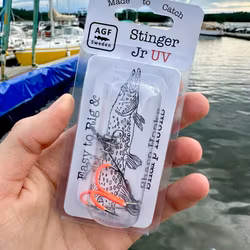 Made to Catch
AGF
Sweden
Stinger
Jr UV
Easy to Rig &
Sharp Hooks